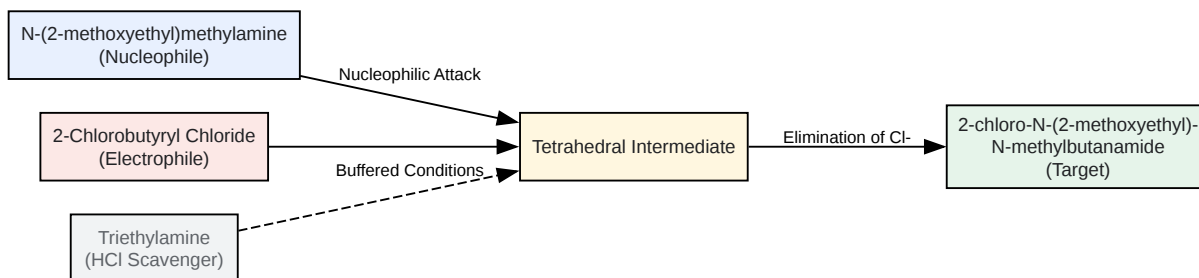 N-(2-methoxyethyl)methylamine
(Nucleophile)
Nucleophilic Attack
2-Chlorobutyryl Chloride
(Electrophile)
Buffered Conditions
Triethylamine
(HCl Scavenger)
Tetrahedral Intermediate
Elimination of Cl-
2-chloro-N-(2-methoxyethyl)-
N-methylbutanamide
(Target)